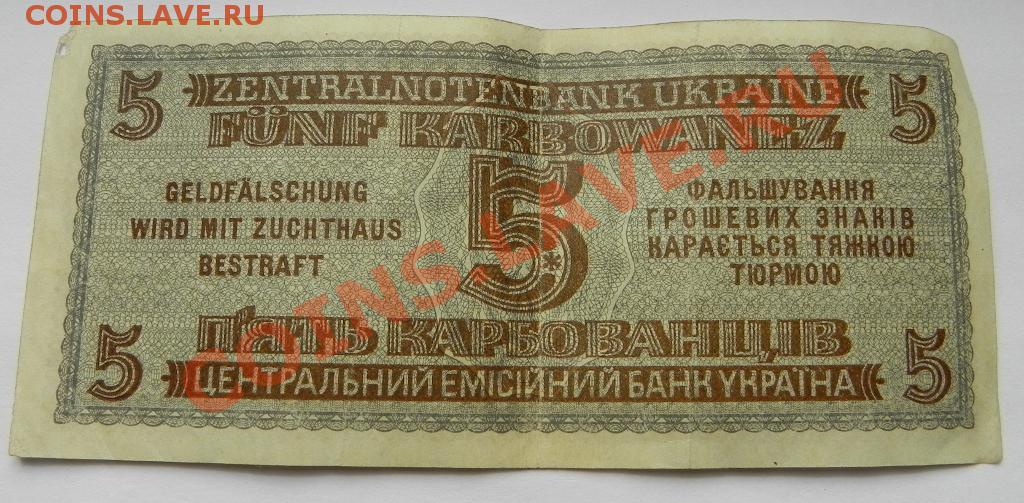 COINS.LAVE.RU
5 ZENTRALNOTENBANK UKRAINE 5
FÜNF KARBOWANEZ
GELDFÄLSCHUNG
WIRD MIT ZUCHTHAUS
BESTRAFT
5
ФАЛЬШУВАННЯ
ГРОШЕВИХ ЗНАКІВ
КАРАЄТЬСЯ ТЯЖКОЮ
ТЮРМОЮ
COINS.LAVE.RU
5 П'ЯТЬ КАРБОВАНЦІВ 5
ЦЕНТРАЛЬНИЙ ЕМІСІЙНИЙ БАНК УКРАЇНА